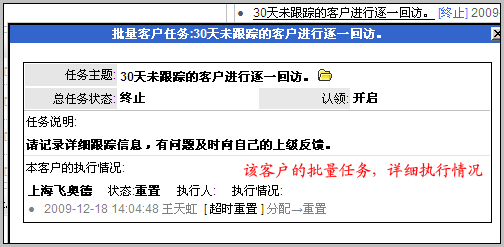 30天未跟踪的客户进行逐一回访。 [终止] 2009
批量客户任务:30天未跟踪的客户进行逐一回访。
任务主题: 30天未跟踪的客户进行逐一回访。
总任务状态: 终止 认领: 开启
任务说明:
请记录详细跟踪信息，有问题及时向自己的上级反馈。
本客户的执行情况:
该客户的批量任务，详细执行情况
上海飞奥德 状态:重置 执行人: 执行情况:
2009-12-18 14:04:48 王天虹 [ 超时重置 ] 分配→重置